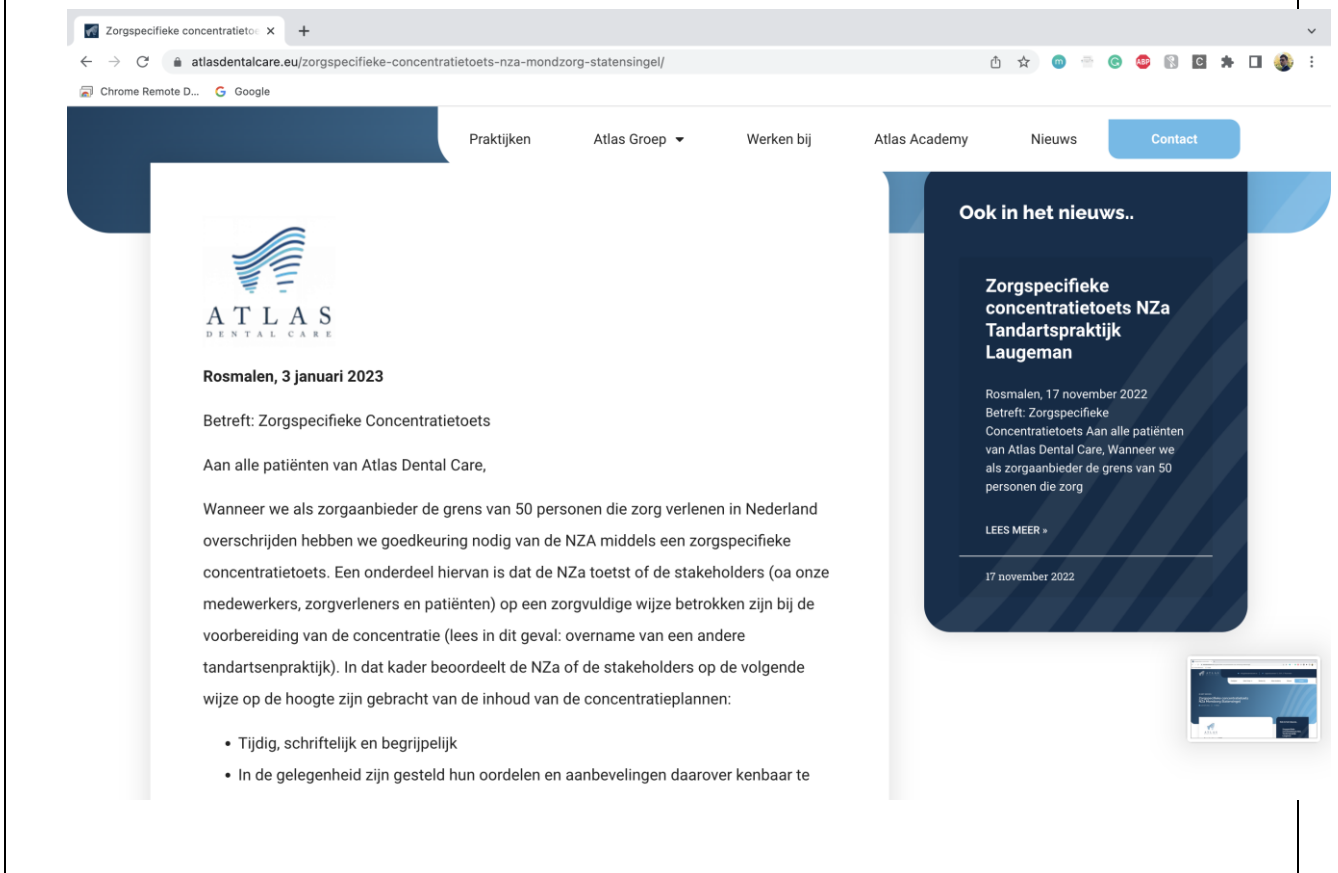 Zorgspecifieke concentratietoe
atlasdentalcare.eu/zorgspecifieke-concentratietoets-nza-mondzorg-statensingel/
Chrome Remote D...
Google
Praktijken
Atlas Groep
Werken bij
Atlas Academy
Nieuws
Contact
ATLAS
DENTAL CARE
Rosmalen, 3 januari 2023
Betreft: Zorgspecifieke Concentratietoets
Aan alle patiënten van Atlas Dental Care,
Wanneer we als zorgaanbieder de grens van 50 personen die zorg verlenen in Nederland
overschrijden hebben we goedkeuring nodig van de NZA middels een zorgspecifieke
concentratietoets. Een onderdeel hiervan is dat de NZa toetst of de stakeholders (oa onze
medewerkers, zorgverleners en patiënten) op een zorgvuldige wijze betrokken zijn bij de
voorbereiding van de concentratie (lees in dit geval: overname van een andere
tandartsenpraktijk). In dat kader beoordeelt de NZa of de stakeholders op de volgende
wijze op de hoogte zijn gebracht van de inhoud van de concentratieplannen:
• Tijdig, schriftelijk en begrijpelijk
• In de gelegenheid zijn gesteld hun oordelen en aanbevelingen daarover kenbaar te
Ook in het nieuws..
Zorgspecifieke
concentratietoets NZa
Tandartspraktijk
Laugeman
Rosmalen, 17 november 2022
Betreft: Zorgspecifieke
Concentratietoets Aan alle patiënten
van Atlas Dental Care, Wanneer we
als zorgaanbieder de grens van 50
personen die zorg
LEES MEER »
17 november 2022